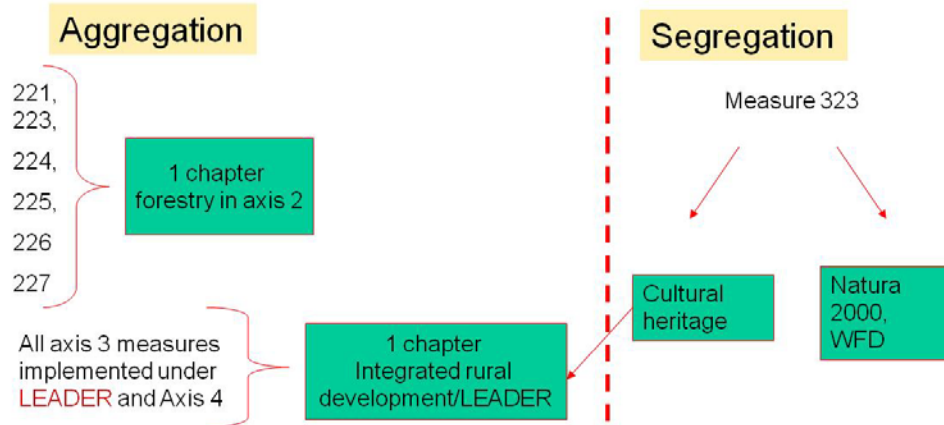 Aggregation
221,
223,
224,
225,
226
227
1 chapter
forestry in axis 2
All axis 3 measures
implemented under
LEADER and Axis 4
1 chapter
Integrated rural
development/LEADER
Segregation
Measure 323
Cultural
heritage
Natura
2000,
WFD